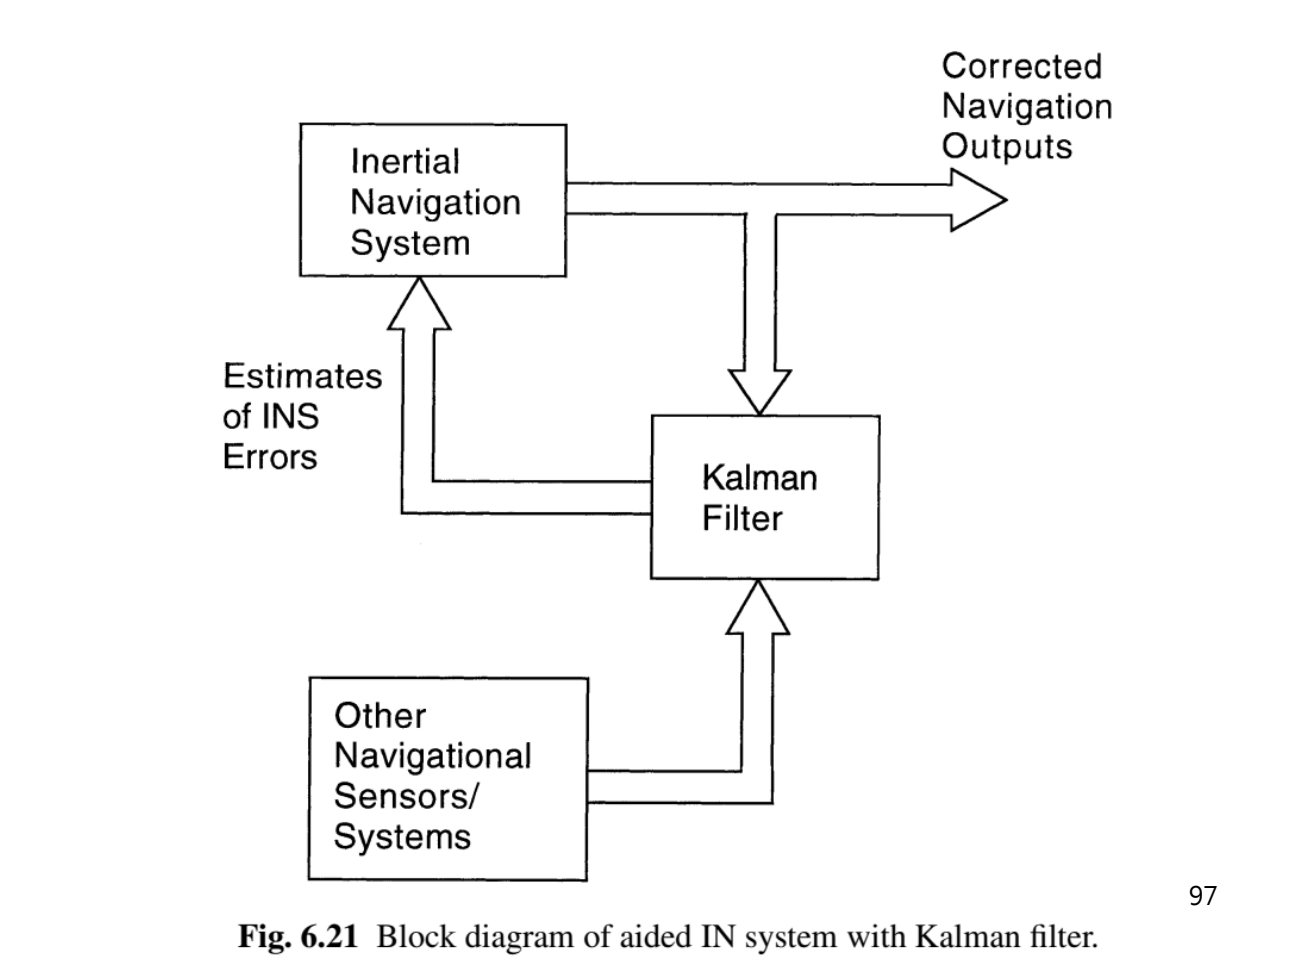 Corrected
Navigation
Outputs
Inertial
Navigation
System
Estimates
of INS
Errors
Kalman
Filter
Other
Navigational
Sensors/
Systems
97
Fig. 6.21 Block diagram of aided IN system with Kalman filter.